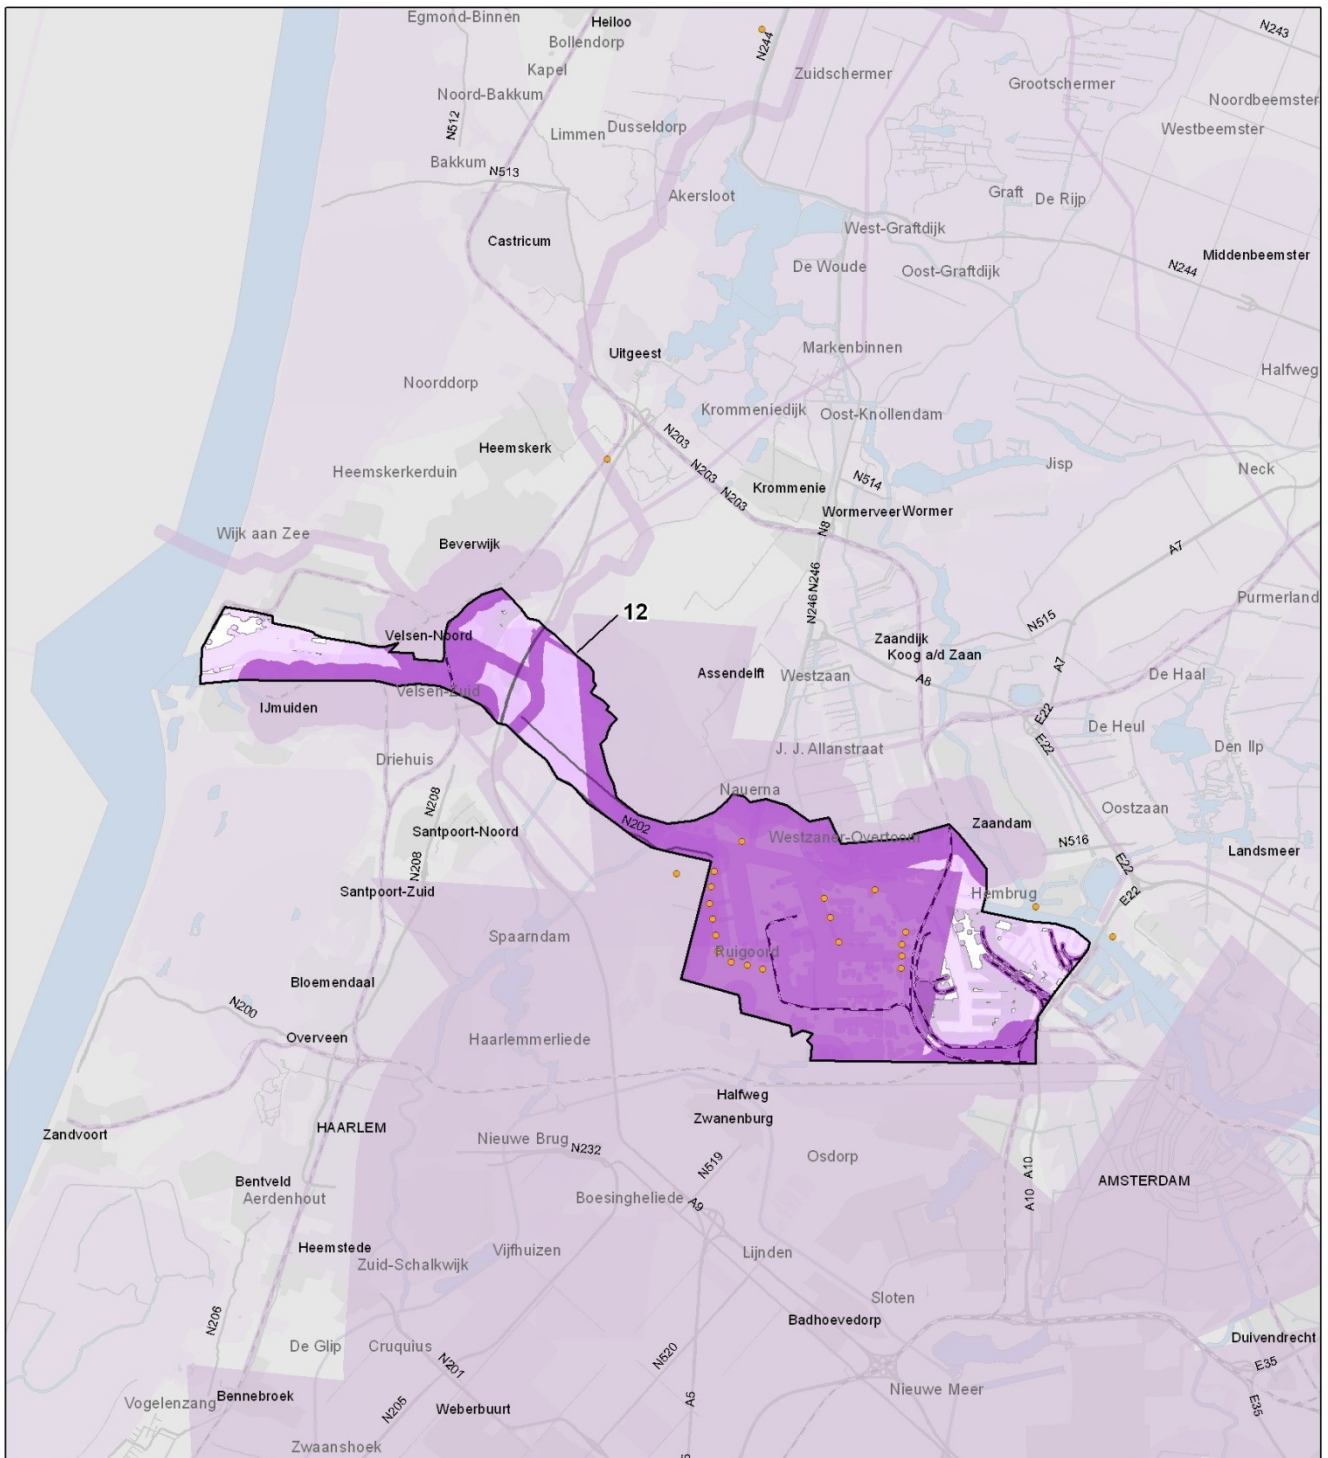 Egmond-Binnen
Heiloo
Bollendorp
Kapel
N244
N243
Zuidschermer
Grootschermer
Noord-Bakkum
Noordbeemster
N512
Limmen
Dusseldorp
Westbeemster
Bakkum
N513
Akersloot
Graft
De Rijp
West-Graftdijk
Castricum
De Woude
Oost-Graftdijk
Middenbeemster
N244
Uitgeest
Markenbinnen
Halfweg
Noorddorp
Krommeniedijk
Oost-Knollendam
Heemskerk
N203
Heemskerkerduin
N203
Jisp
Neck
N514
Krommenie
N203
Wormerveer
Wormer
N8
Wijk aan Zee
Beverwijk
A7
N246
N246
Purmerland
12
N515
Velsen-Noord
Zaandijk
Koog a/d Zaan
Assendelft
Westzaan
A8
A7
De Haal
Velsen-Zuid
IJmuiden
E22
De Heul
E22
Den Ilp
J. J. Allanstraat
Driehuis
Nauerna
N208
Oostzaan
N202
Westzaner-Overtoom
Zaandam
Santpoort-Noord
N516
Landsmeer
N208
E22
E22
Santpoort-Zuid
Hembrug
Spaarndam
Ruigoord
Bloemendaal
N200
Overveen
Haarlemmerliede
Halfweg
Zwanenburg
Zandvoort
HAARLEM
Nieuwe Brug
N232
Osdorp
N519
A10
A10
Bentveld
Aerdenhout
Boesingheliede
A9
AMSTERDAM
Heemstede
Vijfhuizen
Lijnden
Zuid-Schalkwijk
Sloten
N206
Badhoevedorp
Duivendrecht
De Glip
Cruquius
N201
N520
E35
Nieuwe Meer
Vogelenzang
Bennebroek
N205
Weberbuurt
A5
E35
Zwaanshoek